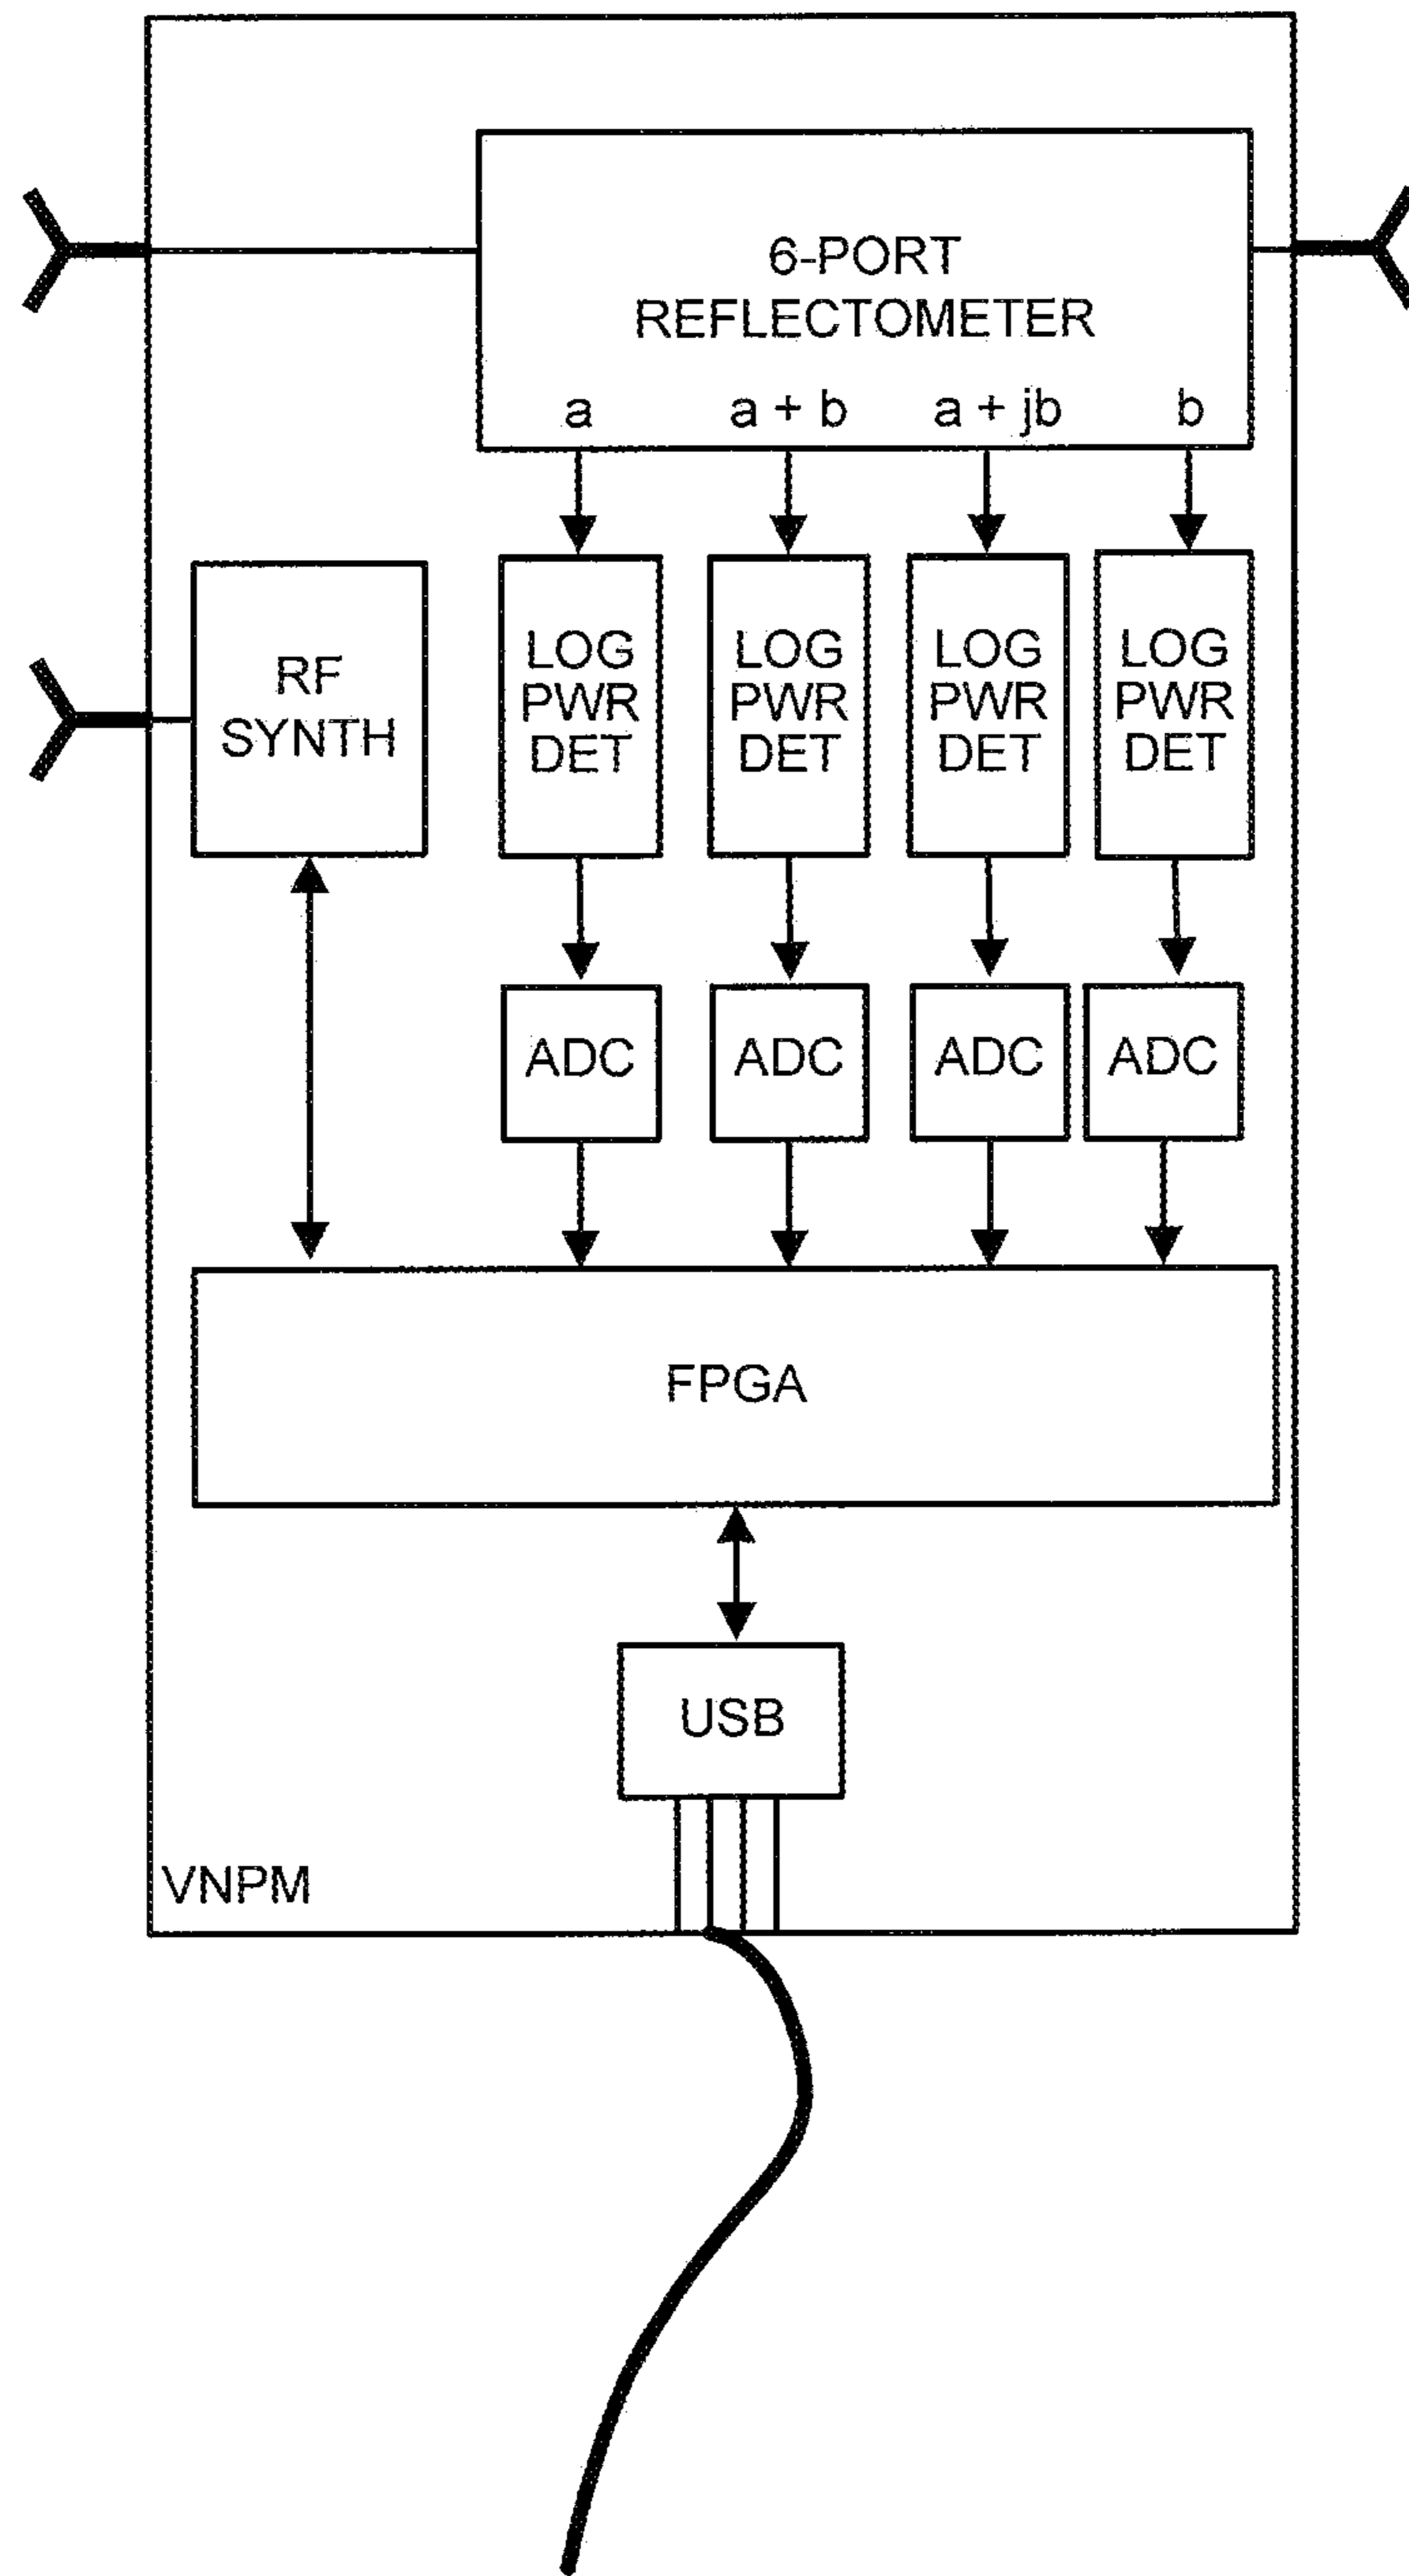 6-PORT
REFLECTOMETER
a a + b a + jb b
RF
SYNTH
LOG
PWR
DET
LOG
PWR
DET
LOG
PWR
DET
LOG
PWR
DET
ADC ADC ADC ADC
FPGA
USB
VNPM